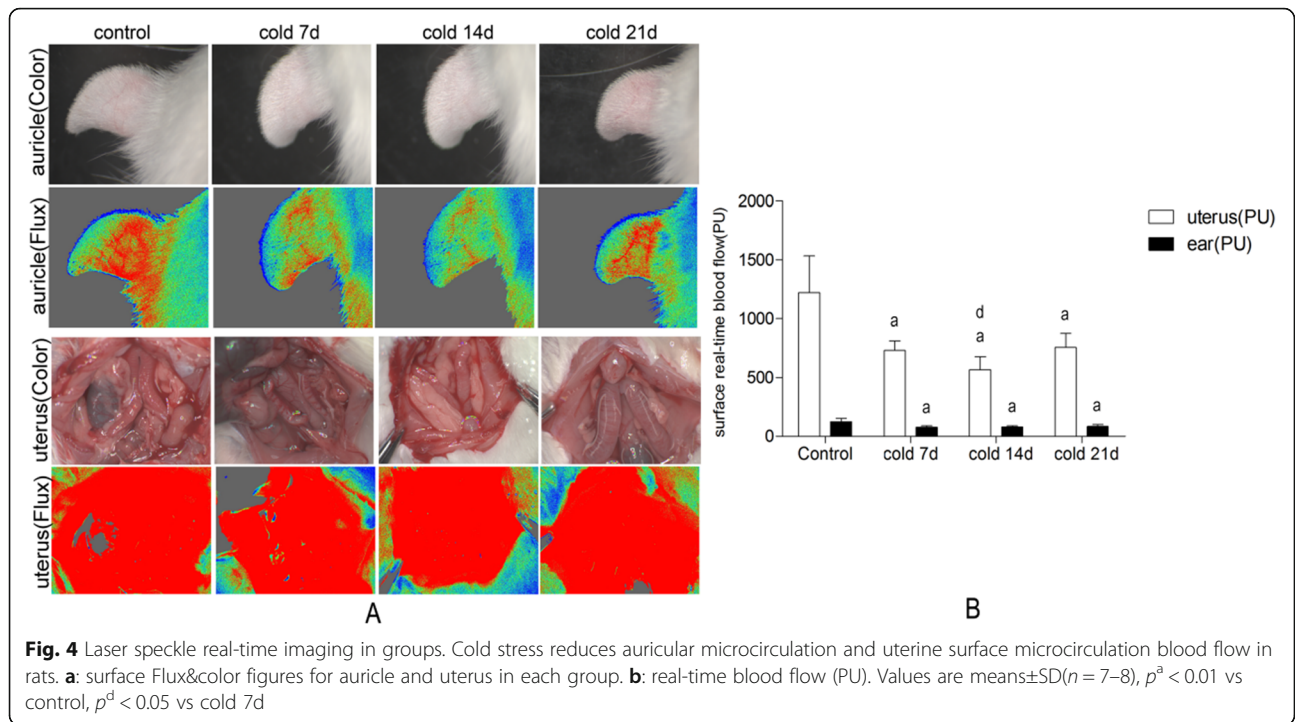 control cold 7d cold 14d cold 21d
auricle(Color)
auricle(Flux)
uterus(Color)
uterus(Flux)
A
surface real-time blood flow(PU)
2000
1500
1000
500
0
a
d
a
a
a
a
a
Control cold 7d cold 14d cold 21d
uterus(PU)
ear(PU)
B
Fig. 4 Laser speckle real-time imaging in groups. Cold stress reduces auricular microcirculation and uterine surface microcirculation blood flow in
rats. a: surface Flux&color figures for auricle and uterus in each group. b: real-time blood flow (PU). Values are means±SD(n = 7–8), pᵃ < 0.01 vs
control, pᵈ < 0.05 vs cold 7d